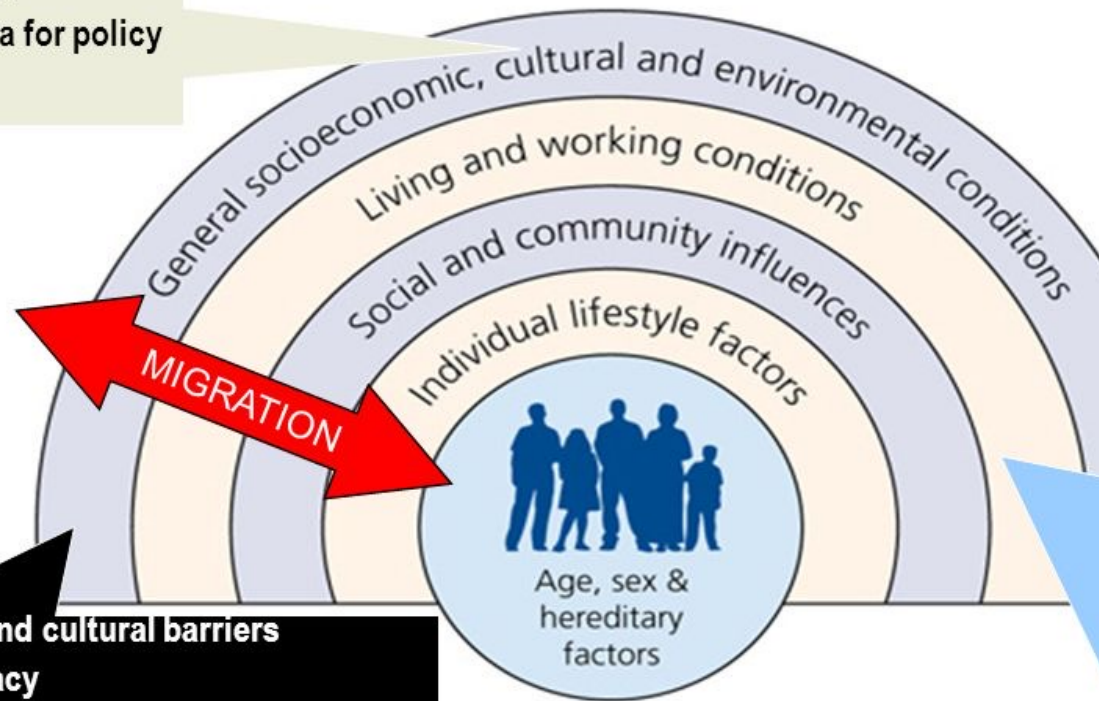 a for policy
General socioeconomic, cultural and environmental conditions
Living and working conditions
Social and community influences
Individual lifestyle factors
MIGRATION
Age, sex &
hereditary
factors
nd cultural barriers
acy